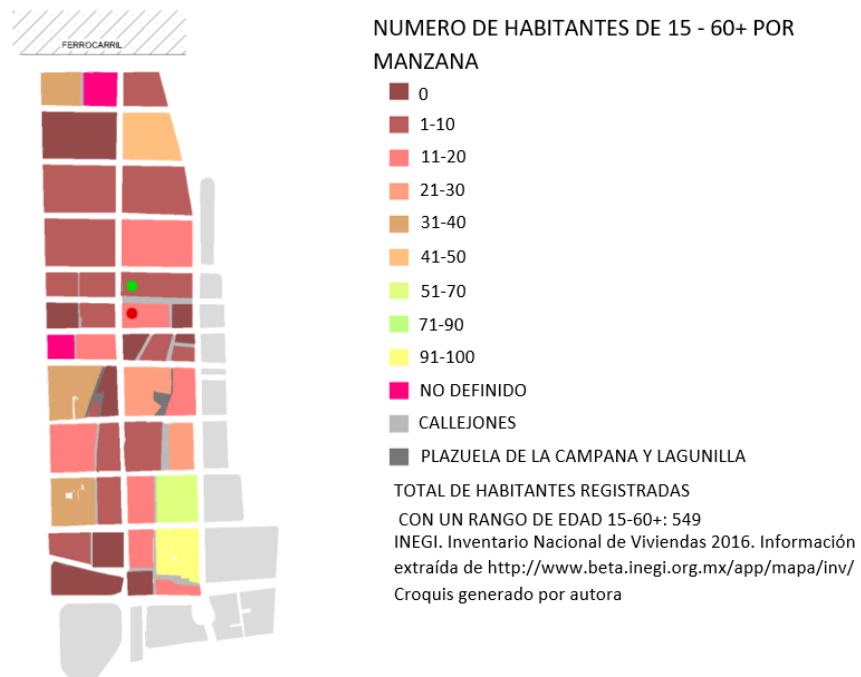 FERROCARRIL
NUMERO DE HABITANTES DE 15 - 60+ POR
MANZANA
0
1-10
11-20
21-30
31-40
41-50
51-70
71-90
91-100
NO DEFINIDO
CALLEJONES
PLAZUELA DE LA CAMPANA Y LAGUNILLA
TOTAL DE HABITANTES REGISTRADAS
CON UN RANGO DE EDAD 15-60+: 549
INEGI. Inventario Nacional de Viviendas 2016. Información
extraída de http://www.beta.inegi.org.mx/app/mapa/inv/
Croquis generado por autora